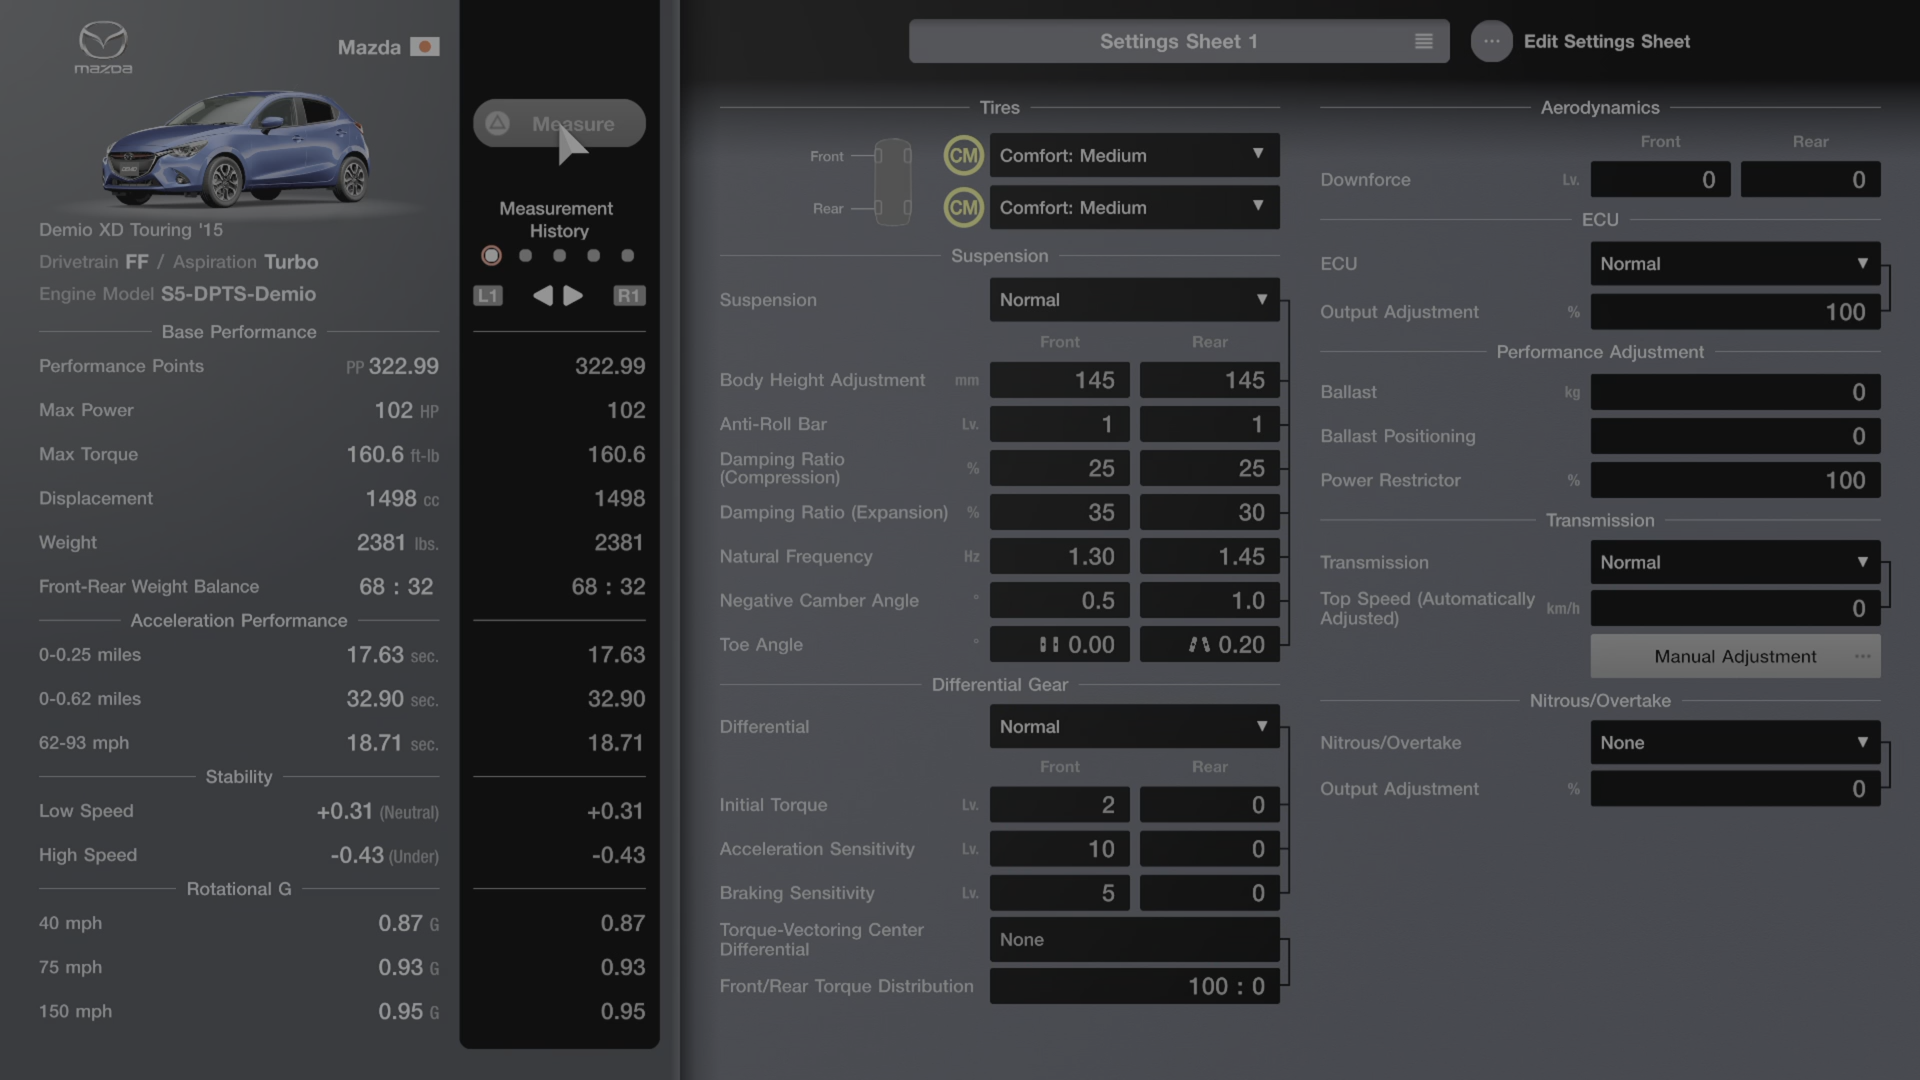 mazda
Mazda
Demio XD Touring '15
Drivetrain FF / Aspiration Turbo
Engine Model S5-DPTS-Demio
Base Performance
Performance Points PP 322.99
Max Power 102 HP
Max Torque 160.6 ft-lb
Displacement 1498 cc
Weight 2381 lbs.
Front-Rear Weight Balance 68 : 32
Acceleration Performance
0-0.25 miles 17.63 sec.
0-0.62 miles 32.90 sec.
62-93 mph 18.71 sec.
Stability
Low Speed +0.31 (Neutral)
High Speed -0.43 (Under)
Rotational G
40 mph 0.87 G
75 mph 0.93 G
150 mph 0.95 G
Measure
Measurement
History
L1 R1
322.99
102
160.6
1498
2381
68 : 32
17.63
32.90
18.71
+0.31
-0.43
0.87
0.93
0.95
Settings Sheet 1
Edit Settings Sheet
Tires
Front CM Comfort: Medium
Rear CM Comfort: Medium
Suspension
Suspension Normal
Front Rear
Body Height Adjustment mm 145 145
Anti-Roll Bar Lv. 1 1
Damping Ratio
(Compression) % 25 25
Damping Ratio (Expansion) % 35 30
Natural Frequency Hz 1.30 1.45
Negative Camber Angle ° 0.5 1.0
Toe Angle ° 0.00 0.20
Differential Gear
Differential Normal
Front Rear
Initial Torque Lv. 2 0
Acceleration Sensitivity Lv. 10 0
Braking Sensitivity Lv. 5 0
Torque-Vectoring Center
Differential None
Front/Rear Torque Distribution 100 : 0
Aerodynamics
Front Rear
Downforce Lv. 0 0
ECU
ECU Normal
Output Adjustment % 100
Performance Adjustment
Ballast kg 0
Ballast Positioning 0
Power Restrictor % 100
Transmission
Transmission Normal
Top Speed (Automatically
Adjusted) km/h 0
Manual Adjustment
Nitrous/Overtake
Nitrous/Overtake None
Output Adjustment % 0